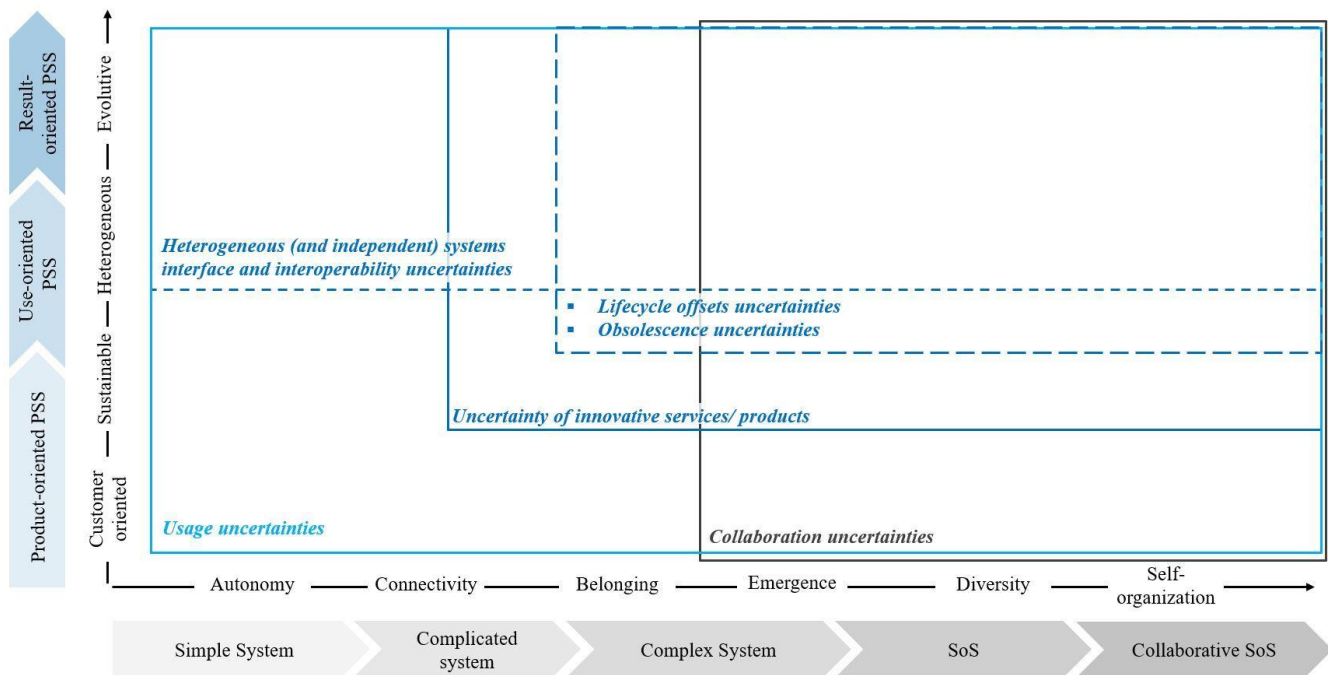 Result-
oriented PSS
Use-oriented
PSS
Product-oriented PSS
Evolutive
Heterogeneous
Sustainable
Customer
oriented
Heterogeneous (and independent) systems
interface and interoperability uncertainties
▪ Lifecycle offsets uncertainties
▪ Obsolescence uncertainties
Uncertainty of innovative services/ products
Usage uncertainties
Collaboration uncertainties
Autonomy
Connectivity
Belonging
Emergence
Diversity
Self-
organization
Simple System
Complicated
system
Complex System
SoS
Collaborative SoS